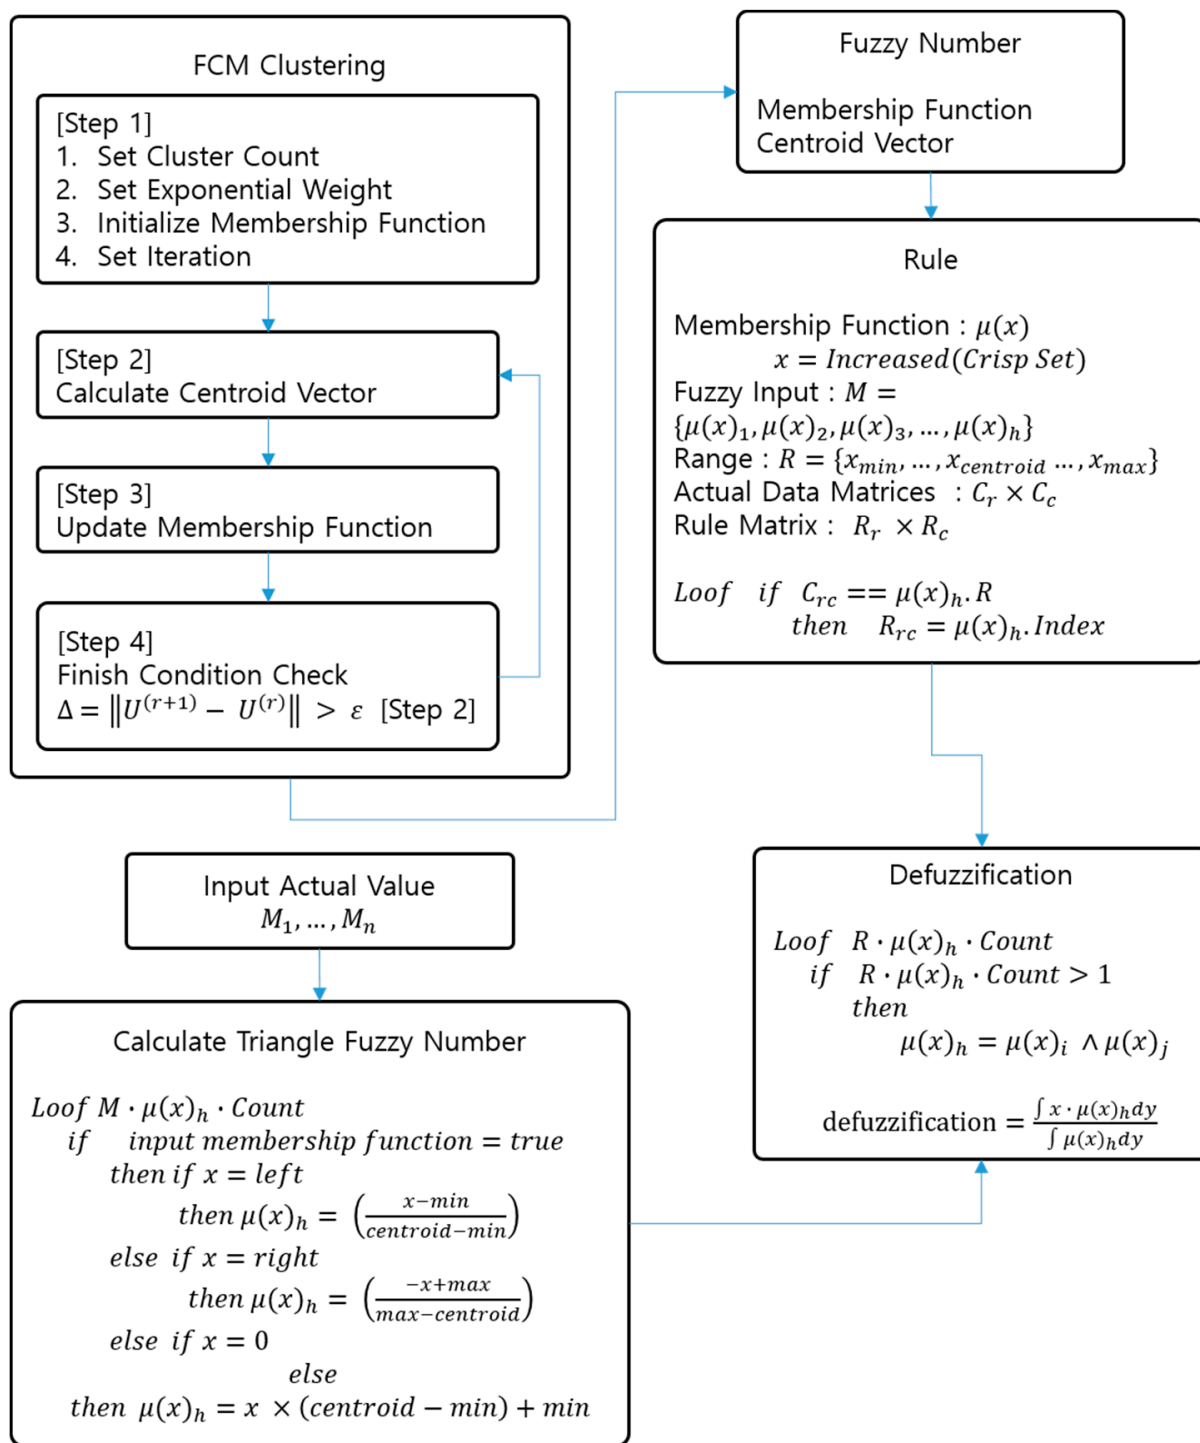 FCM Clustering
[Step 1]
1. Set Cluster Count
2. Set Exponential Weight
3. Initialize Membership Function
4. Set Iteration
[Step 2]
Calculate Centroid Vector
[Step 3]
Update Membership Function
[Step 4]
Finish Condition Check
Δ = ‖U^(r+1) − U^(r)‖ > ε [Step 2]
Fuzzy Number
Membership Function
Centroid Vector
Rule
Membership Function : μ(x)
x = Increased(Crisp Set)
Fuzzy Input : M =
{μ(x)₁, μ(x)₂, μ(x)₃, …, μ(x)ₕ}
Range : R = {x_min, …, x_centroid …, x_max}
Actual Data Matrices : C_r × C_c
Rule Matrix : R_r × R_c
Loof if C_rc == μ(x)ₕ.R
then R_rc = μ(x)ₕ.Index
Input Actual Value
M₁, …, Mₙ
Calculate Triangle Fuzzy Number
Loof M · μ(x)ₕ · Count
if input membership function = true
then if x = left
then μ(x)ₕ = (x−min / centroid−min)
else if x = right
then μ(x)ₕ = (−x+max / max−centroid)
else if x = 0
else
then μ(x)ₕ = x × (centroid − min) + min
Defuzzification
Loof R · μ(x)ₕ · Count
if R · μ(x)ₕ · Count > 1
then
μ(x)ₕ = μ(x)ᵢ ∧ μ(x)ⱼ
defuzzification = ∫ x · μ(x)ₕ dy / ∫ μ(x)ₕ dy